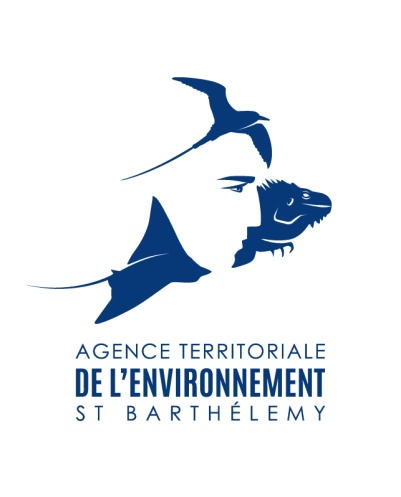 AGENCE TERRITORIALE
DE L'ENVIRONNEMENT
ST BARTHÉLEMY